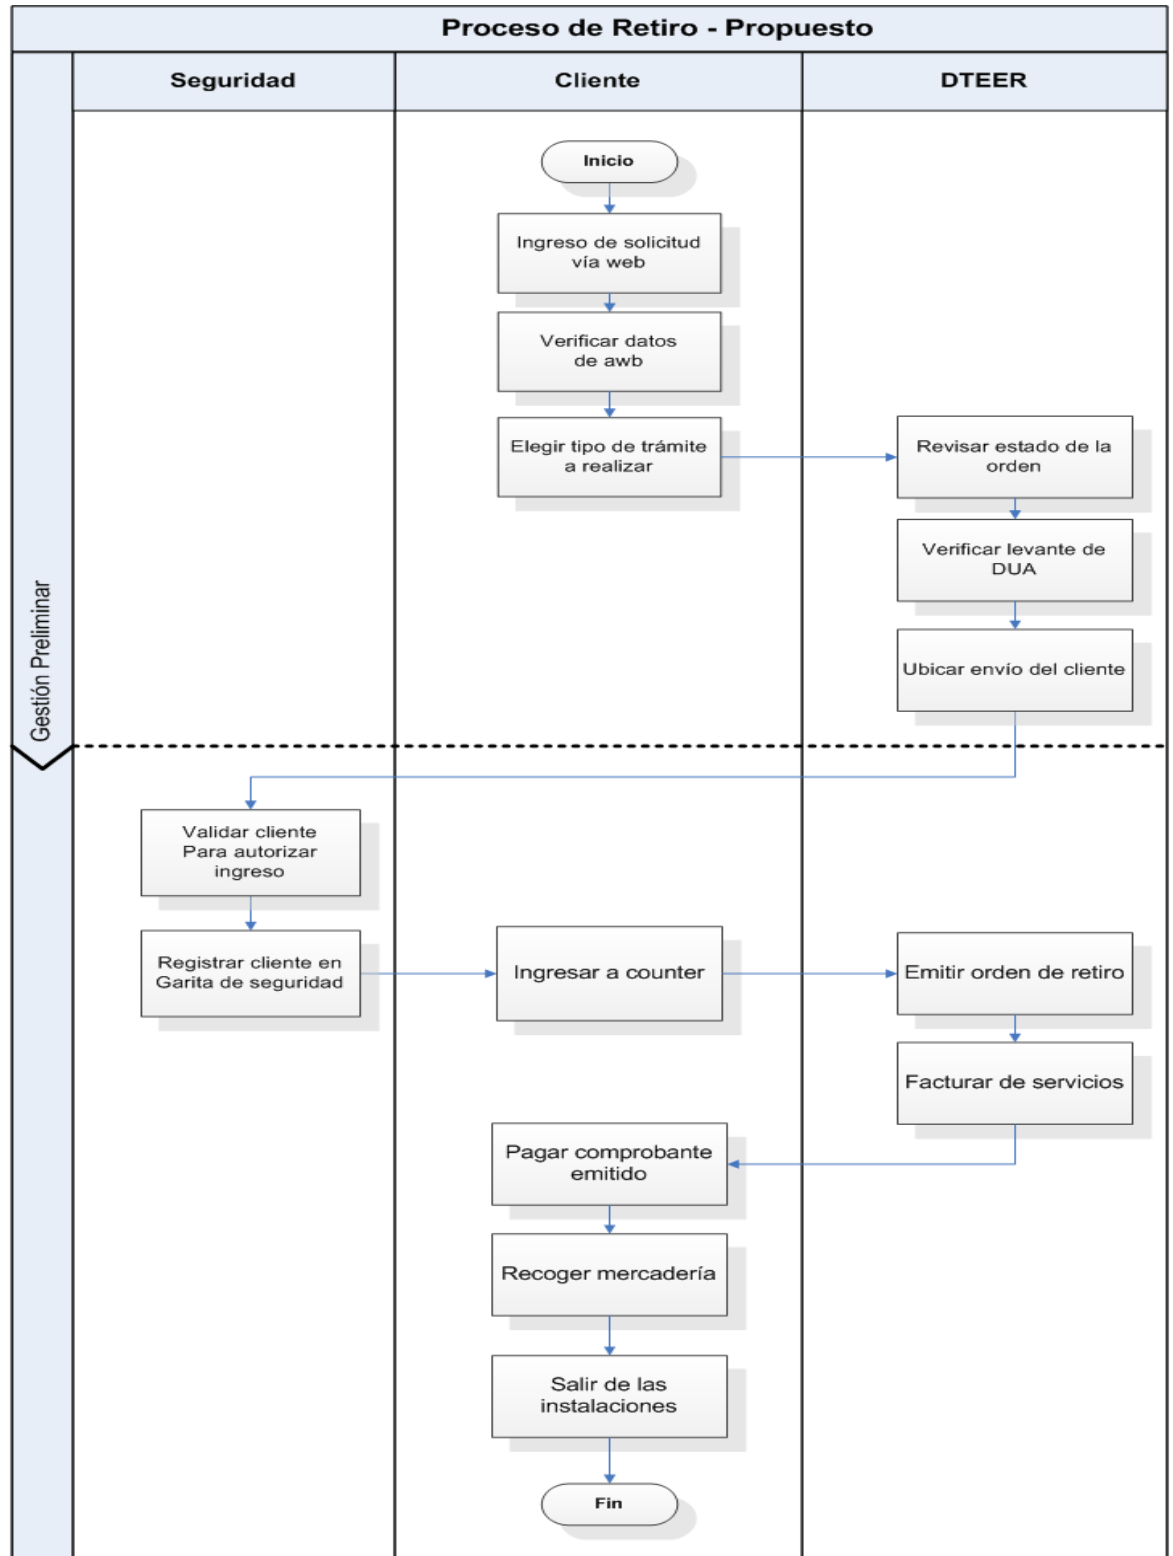 Proceso de Retiro - Propuesto
Seguridad
Cliente
DTEER
Gestión Preliminar
Inicio
Ingreso de solicitud
vía web
Verificar datos
de awb
Elegir tipo de trámite
a realizar
Revisar estado de la
orden
Verificar levante de
DUA
Ubicar envío del cliente
Validar cliente
Para autorizar
ingreso
Registrar cliente en
Garita de seguridad
Ingresar a counter
Emitir orden de retiro
Facturar de servicios
Pagar comprobante
emitido
Recoger mercadería
Salir de las
instalaciones
Fin